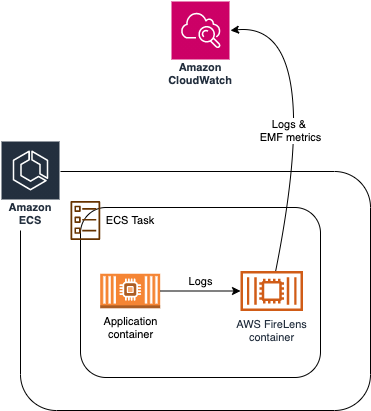 Amazon
CloudWatch
Logs &
EMF metrics
Amazon
ECS
ECS Task
Logs
Application
container
AWS FireLens
container